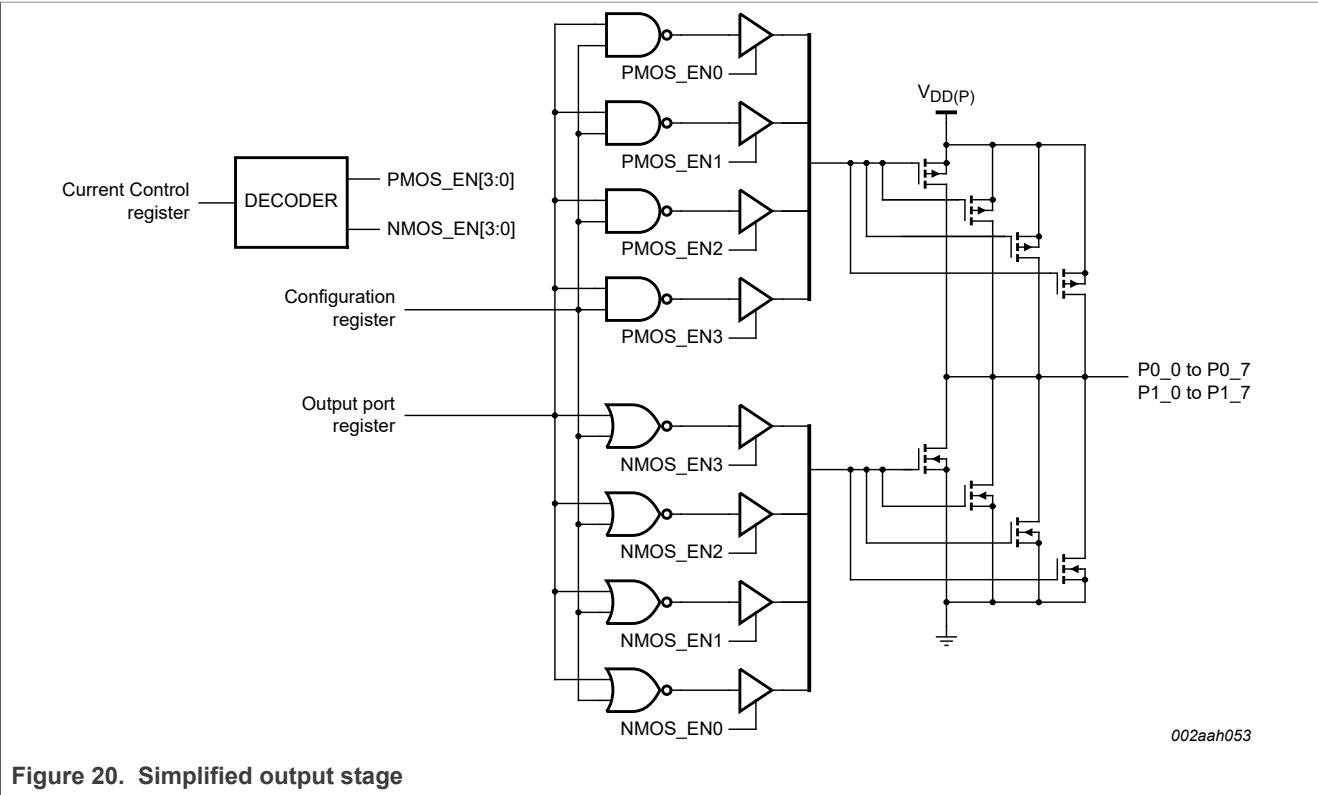 PMOS_EN0
V_DD(P)
PMOS_EN1
Current Control
register
DECODER
PMOS_EN[3:0]
NMOS_EN[3:0]
PMOS_EN2
Configuration
register
PMOS_EN3
P0_0 to P0_7
P1_0 to P1_7
Output port
register
NMOS_EN3
NMOS_EN2
NMOS_EN1
NMOS_EN0
002aah053
Figure 20. Simplified output stage